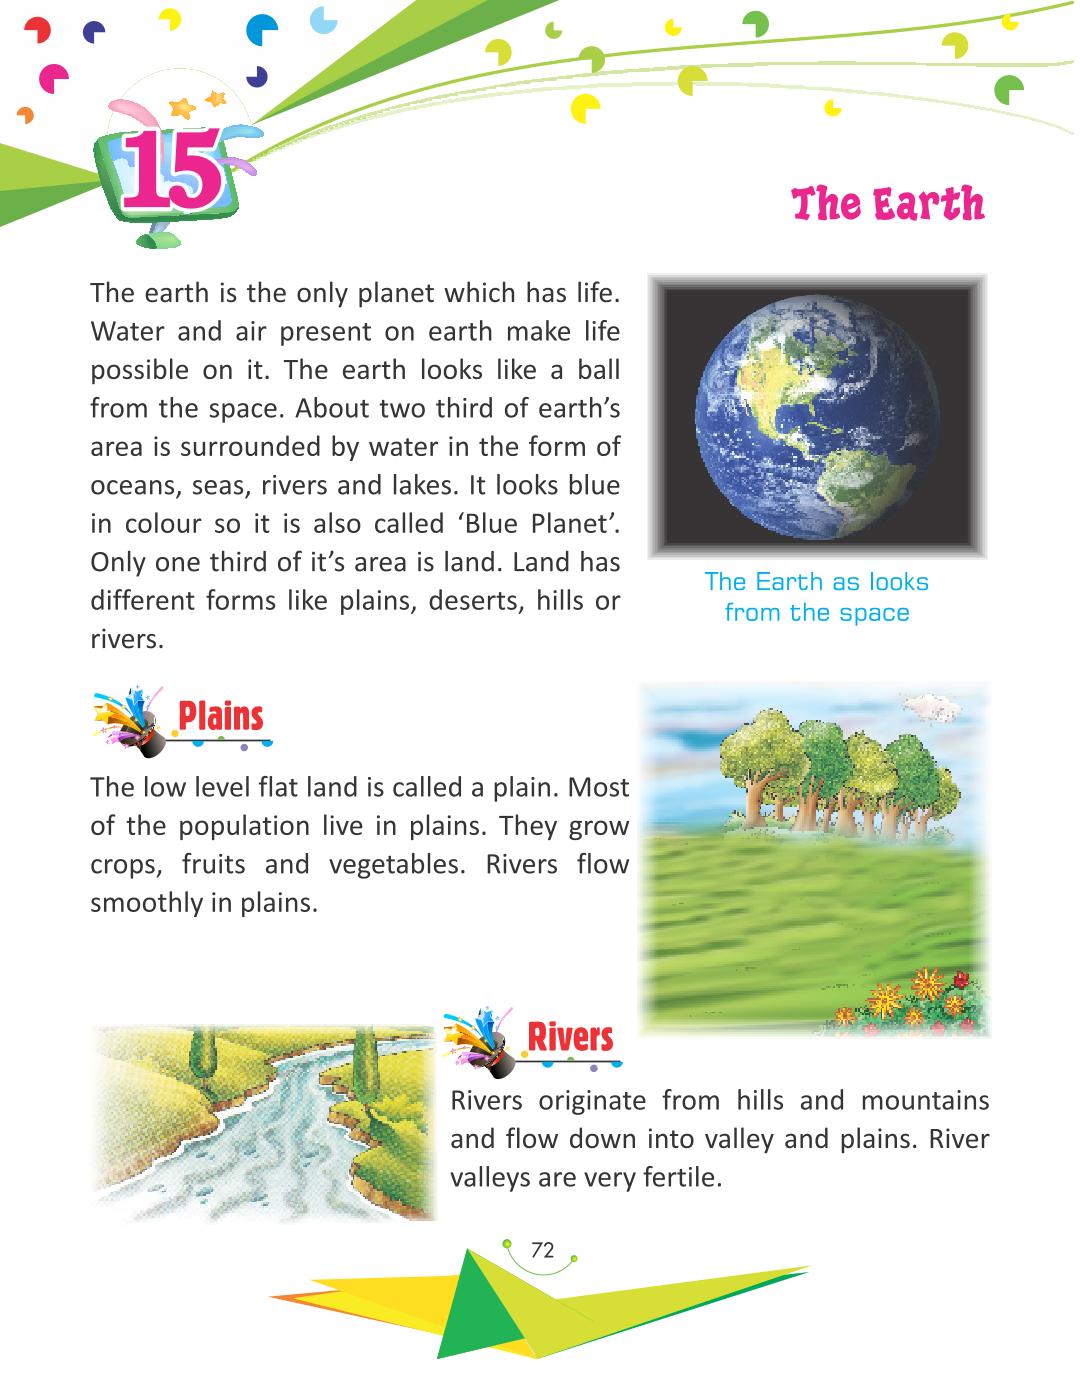 15
The Earth
The earth is the only planet which has life.
Water and air present on earth make life
possible on it. The earth looks like a ball
from the space. About two third of earth’s
area is surrounded by water in the form of
oceans, seas, rivers and lakes. It looks blue
in colour so it is also called ‘Blue Planet’.
Only one third of it’s area is land. Land has
different forms like plains, deserts, hills or
rivers.
The Earth as looks
from the space
Plains
The low level flat land is called a plain. Most
of the population live in plains. They grow
crops, fruits and vegetables. Rivers flow
smoothly in plains.
Rivers
Rivers originate from hills and mountains
and flow down into valley and plains. River
valleys are very fertile.
72